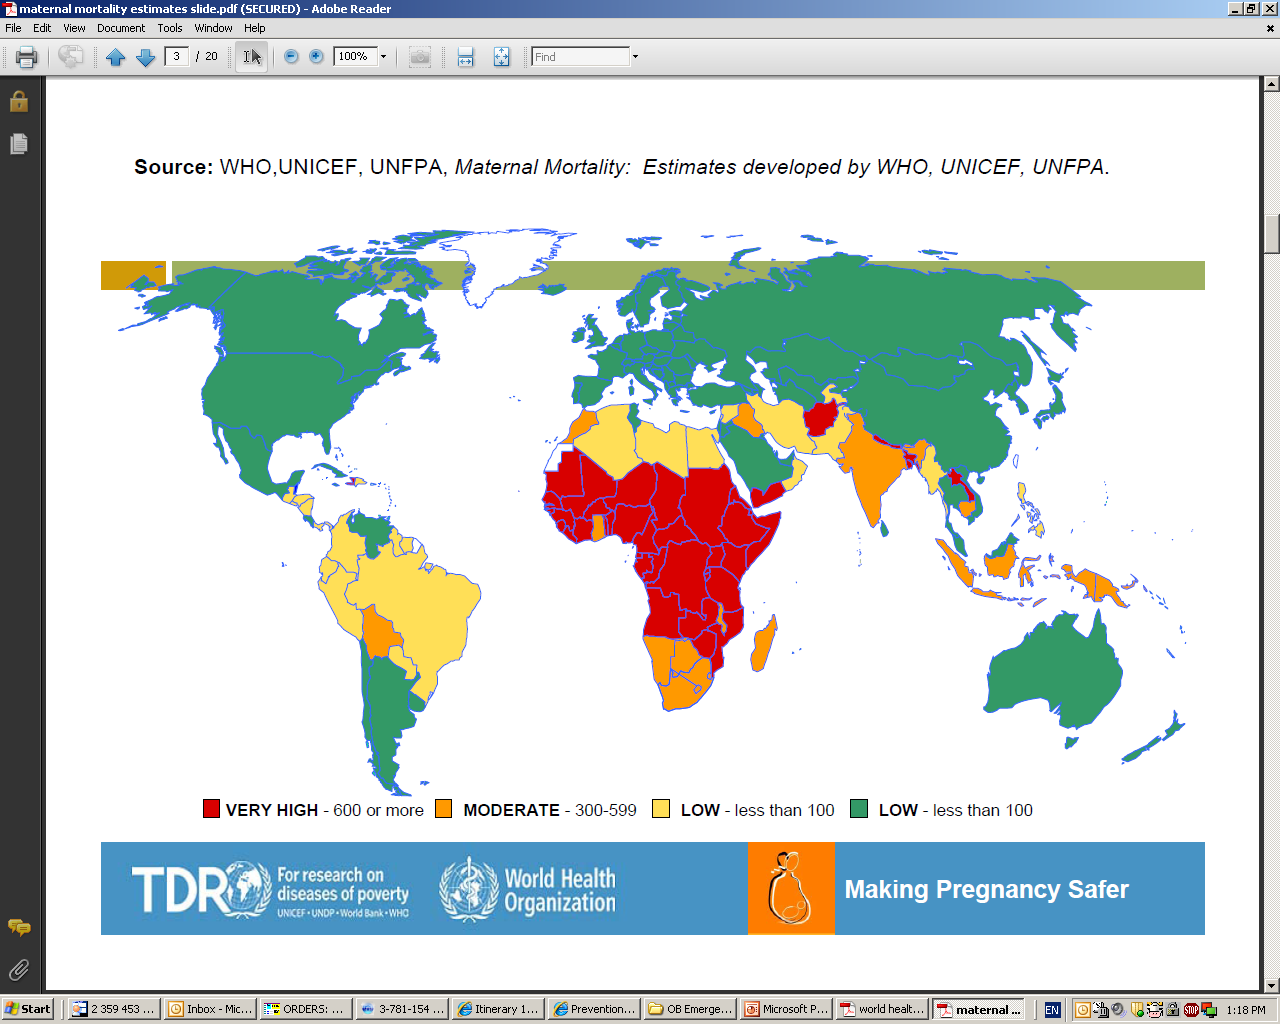 maternal mortality estimates slide.pdf (SECURED) - Adobe Reader
File Edit View Document Tools Window Help
3 / 20 100% Find
Source: WHO,UNICEF, UNFPA, Maternal Mortality: Estimates developed by WHO, UNICEF, UNFPA.
VERY HIGH - 600 or more MODERATE - 300-599 LOW - less than 100 LOW - less than 100
TDR For research on
diseases of poverty
UNICEF • UNDP • World Bank • WHO
World Health
Organization
Making Pregnancy Safer
Start 2 359 453 ... Inbox - Mic... ORDERS: ... 3-781-154 ... Itinerary 1... Prevention... OB Emerge... Microsoft P... world healt... maternal ... EN 1:18 PM